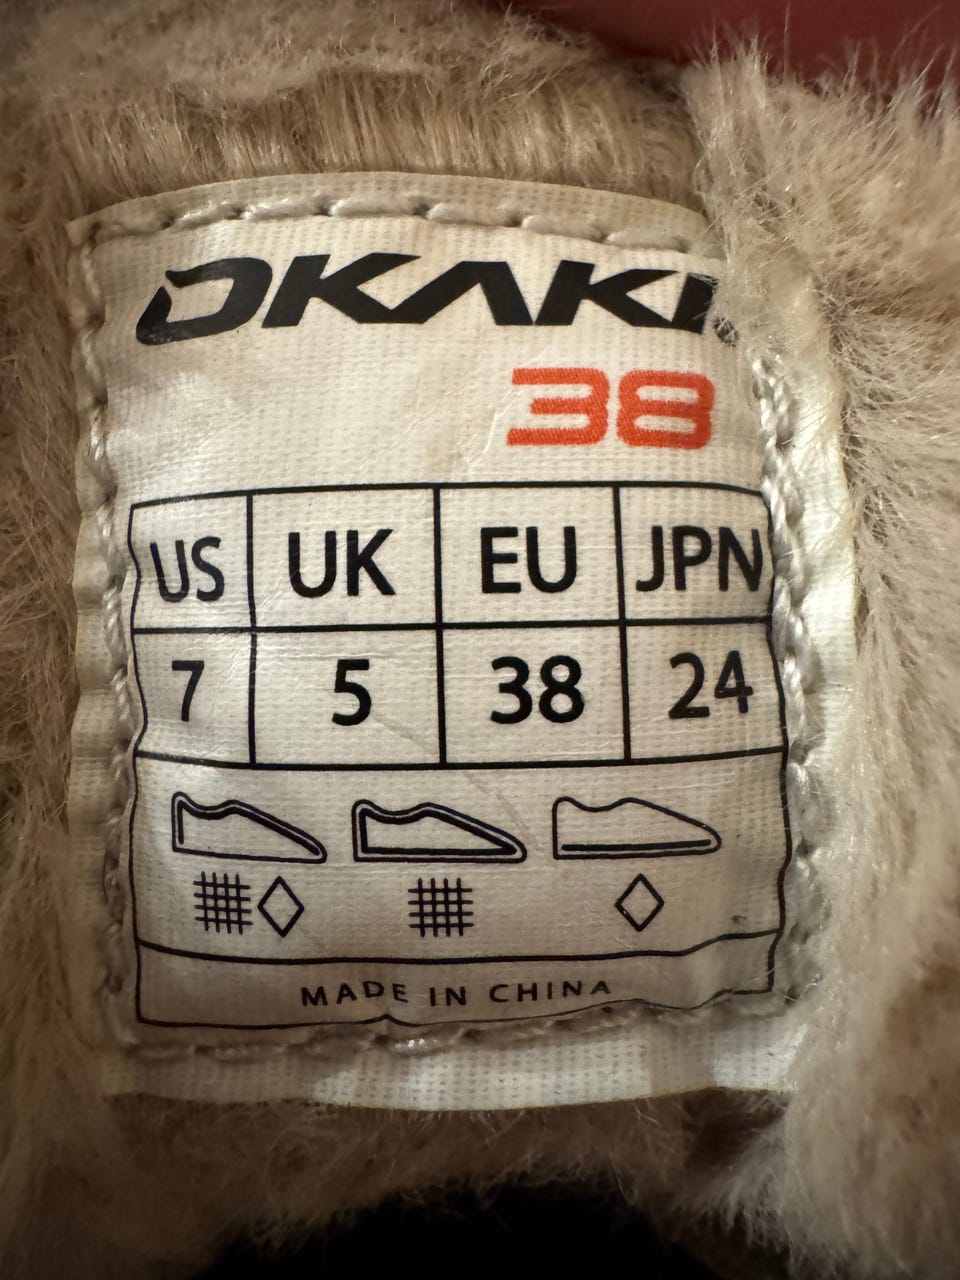 OKAKI
38
US UK EU JPN
7 5 38 24
MADE IN CHINA